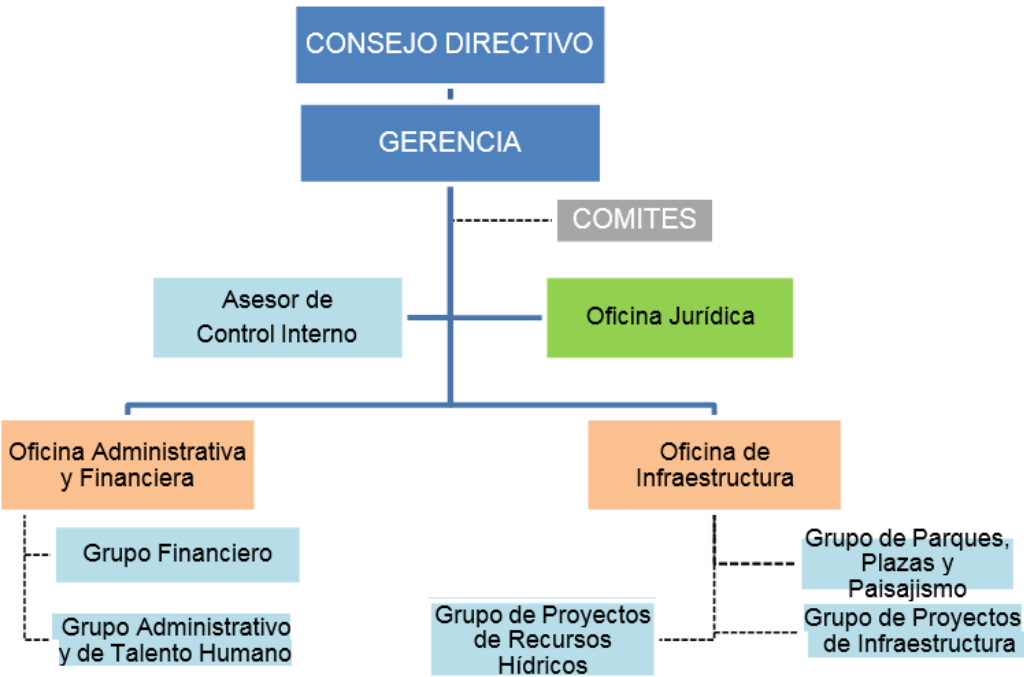 CONSEJO DIRECTIVO
GERENCIA
COMITES
Asesor de
Control Interno
Oficina Jurídica
Oficina Administrativa
y Financiera
Oficina de
Infraestructura
Grupo Financiero
Grupo Administrativo
y de Talento Humano
Grupo de Proyectos
de Recursos
Hídricos
Grupo de Parques,
Plazas y
Paisajismo
Grupo de Proyectos
de Infraestructura